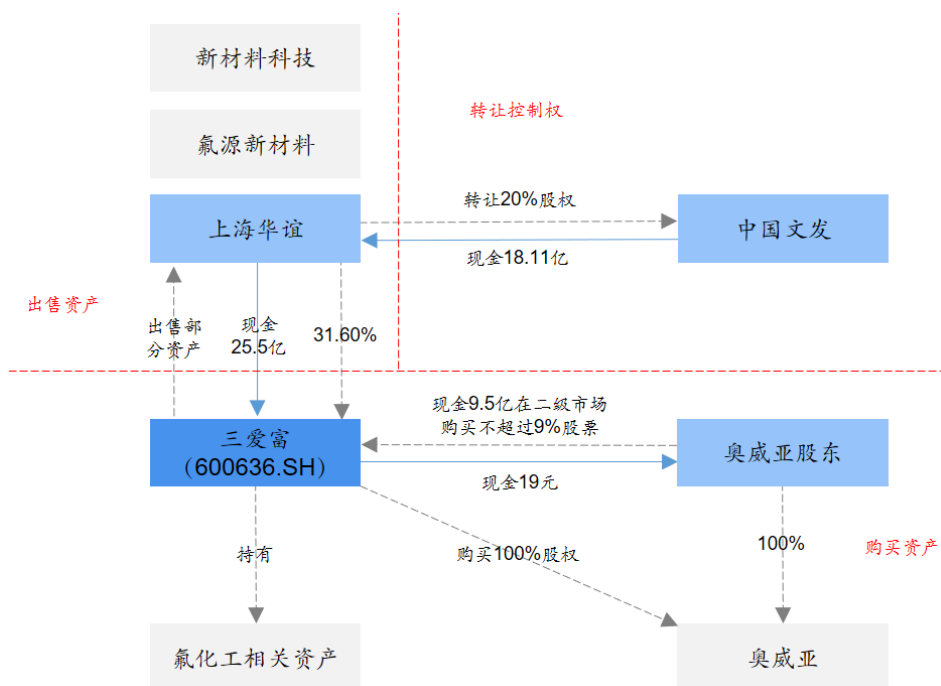 新材料科技
转让控制权
氟源新材料
上海华谊
转让20%股权
现金18.11亿
中国文发
出售资产
出售部
分资产
现金
25.5亿
31.60%
三爱富
（600636.SH）
现金9.5亿在二级市场
购买不超过9%股票
现金19元
奥威亚股东
持有
购买100%股权
100%
购买资产
氟化工相关资产
奥威亚